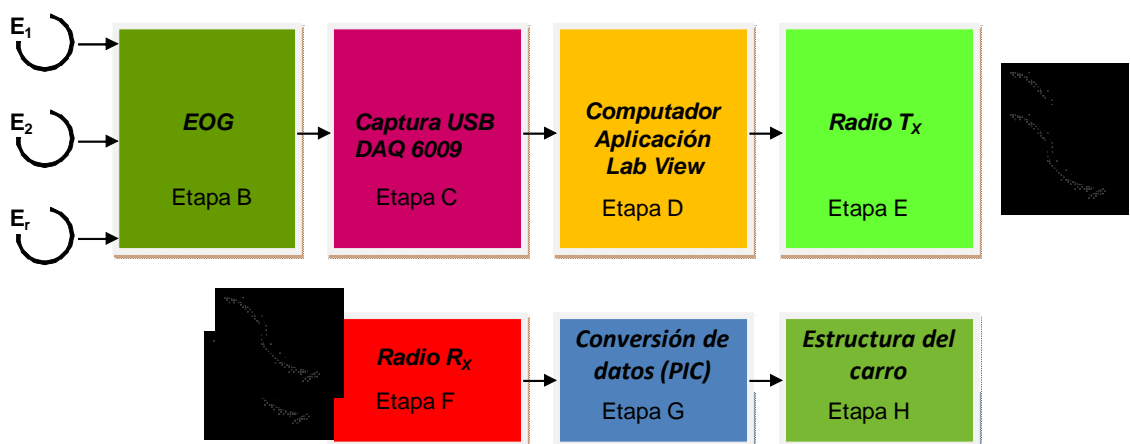 E1
E2
Er
EOG
Etapa B
Captura USB
DAQ 6009
Etapa C
Computador
Aplicación
Lab View
Etapa D
Radio TX
Etapa E
Radio RX
Etapa F
Conversión de
datos (PIC)
Etapa G
Estructura del
carro
Etapa H